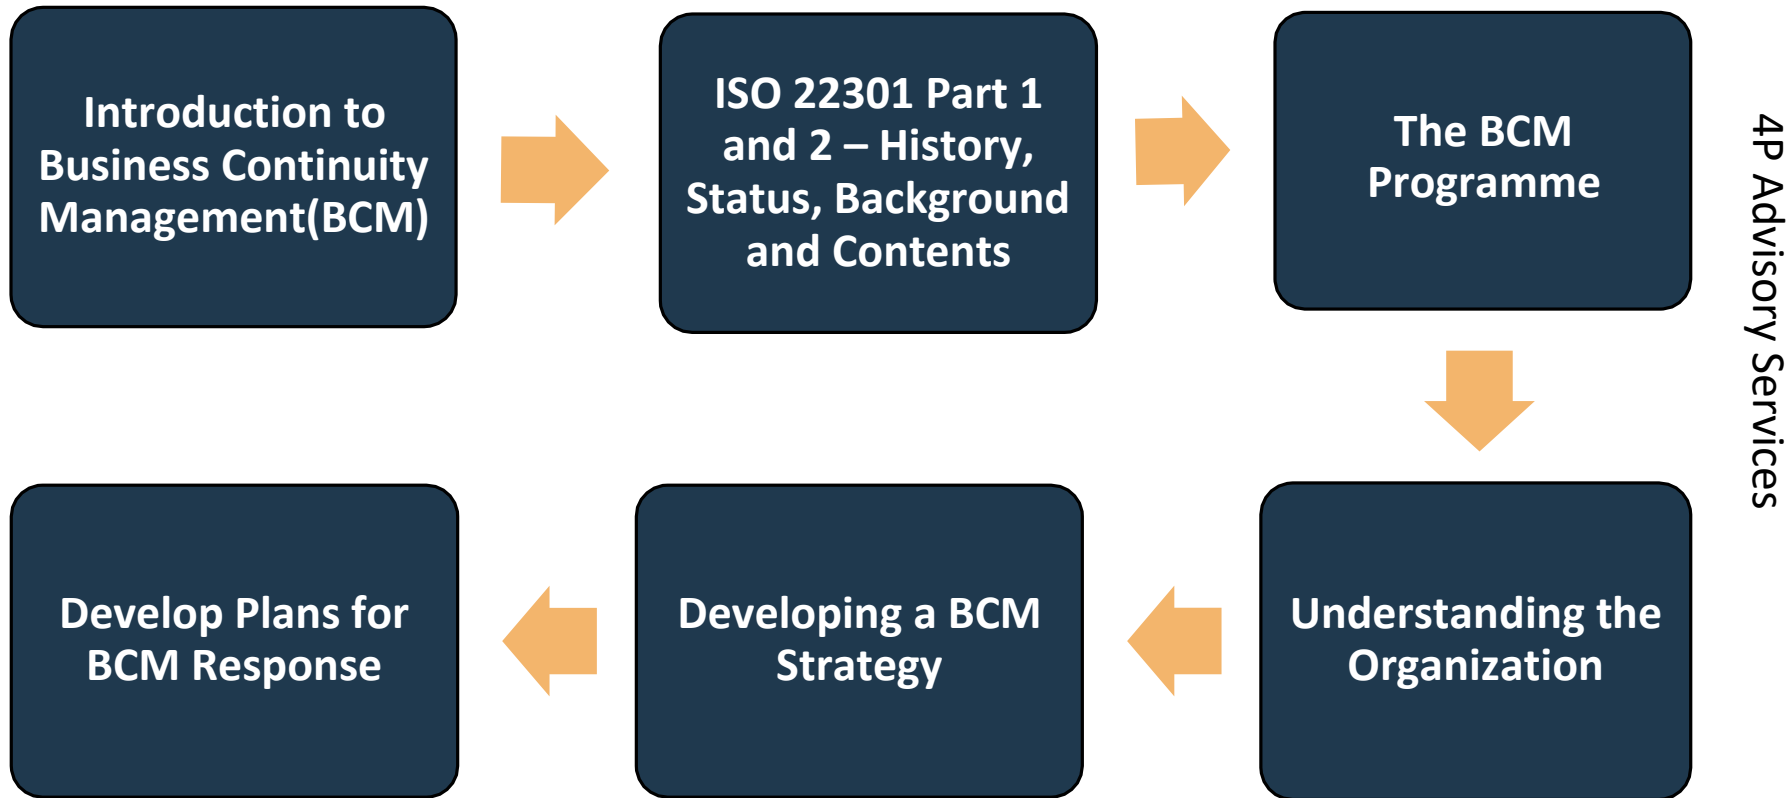 Introduction to
Business Continuity
Management(BCM)
ISO 22301 Part 1
and 2 – History,
Status, Background
and Contents
The BCM
Programme
Understanding the
Organization
Developing a BCM
Strategy
Develop Plans for
BCM Response
4P Advisory Services